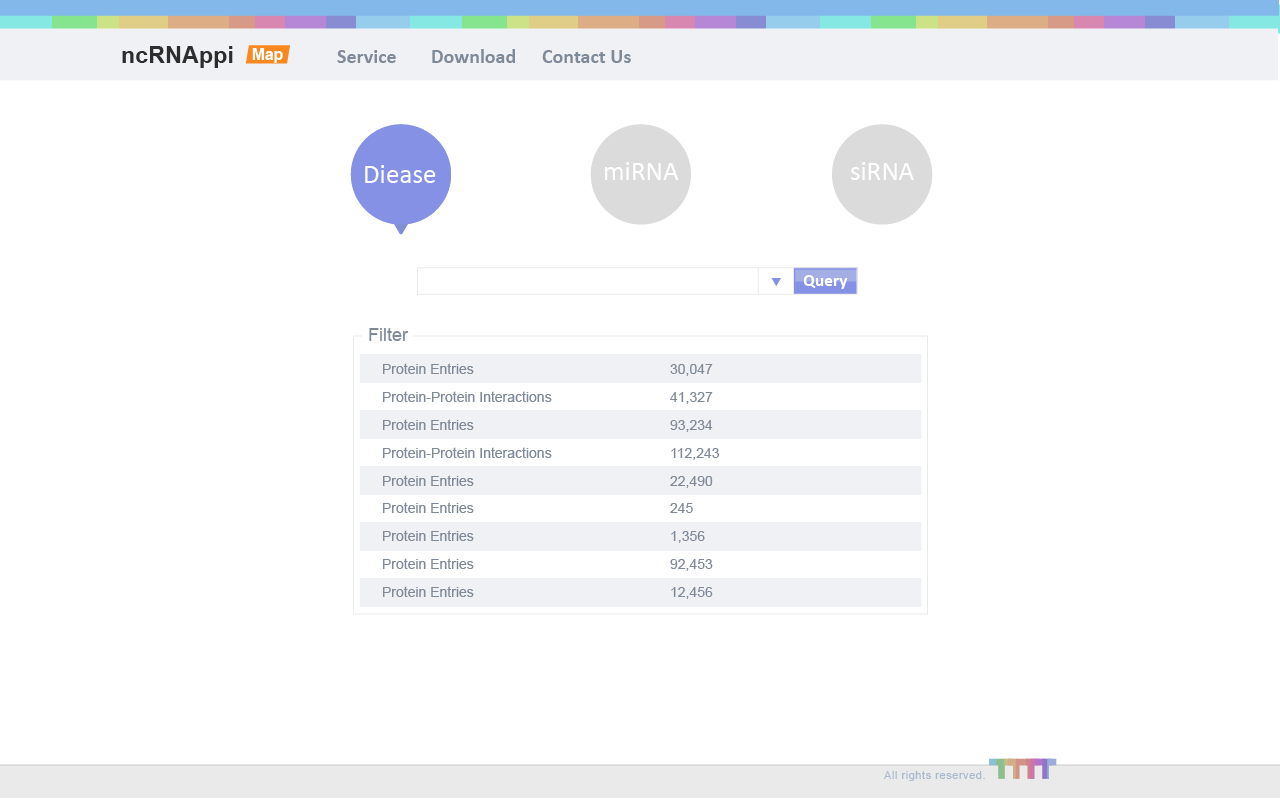 ncRNAppi Map Service Download Contact Us
Diease miRNA siRNA
Query
Filter
Protein Entries 30,047
Protein-Protein Interactions 41,327
Protein Entries 93,234
Protein-Protein Interactions 112,243
Protein Entries 22,490
Protein Entries 245
Protein Entries 1,356
Protein Entries 92,453
Protein Entries 12,456
All rights reserved.